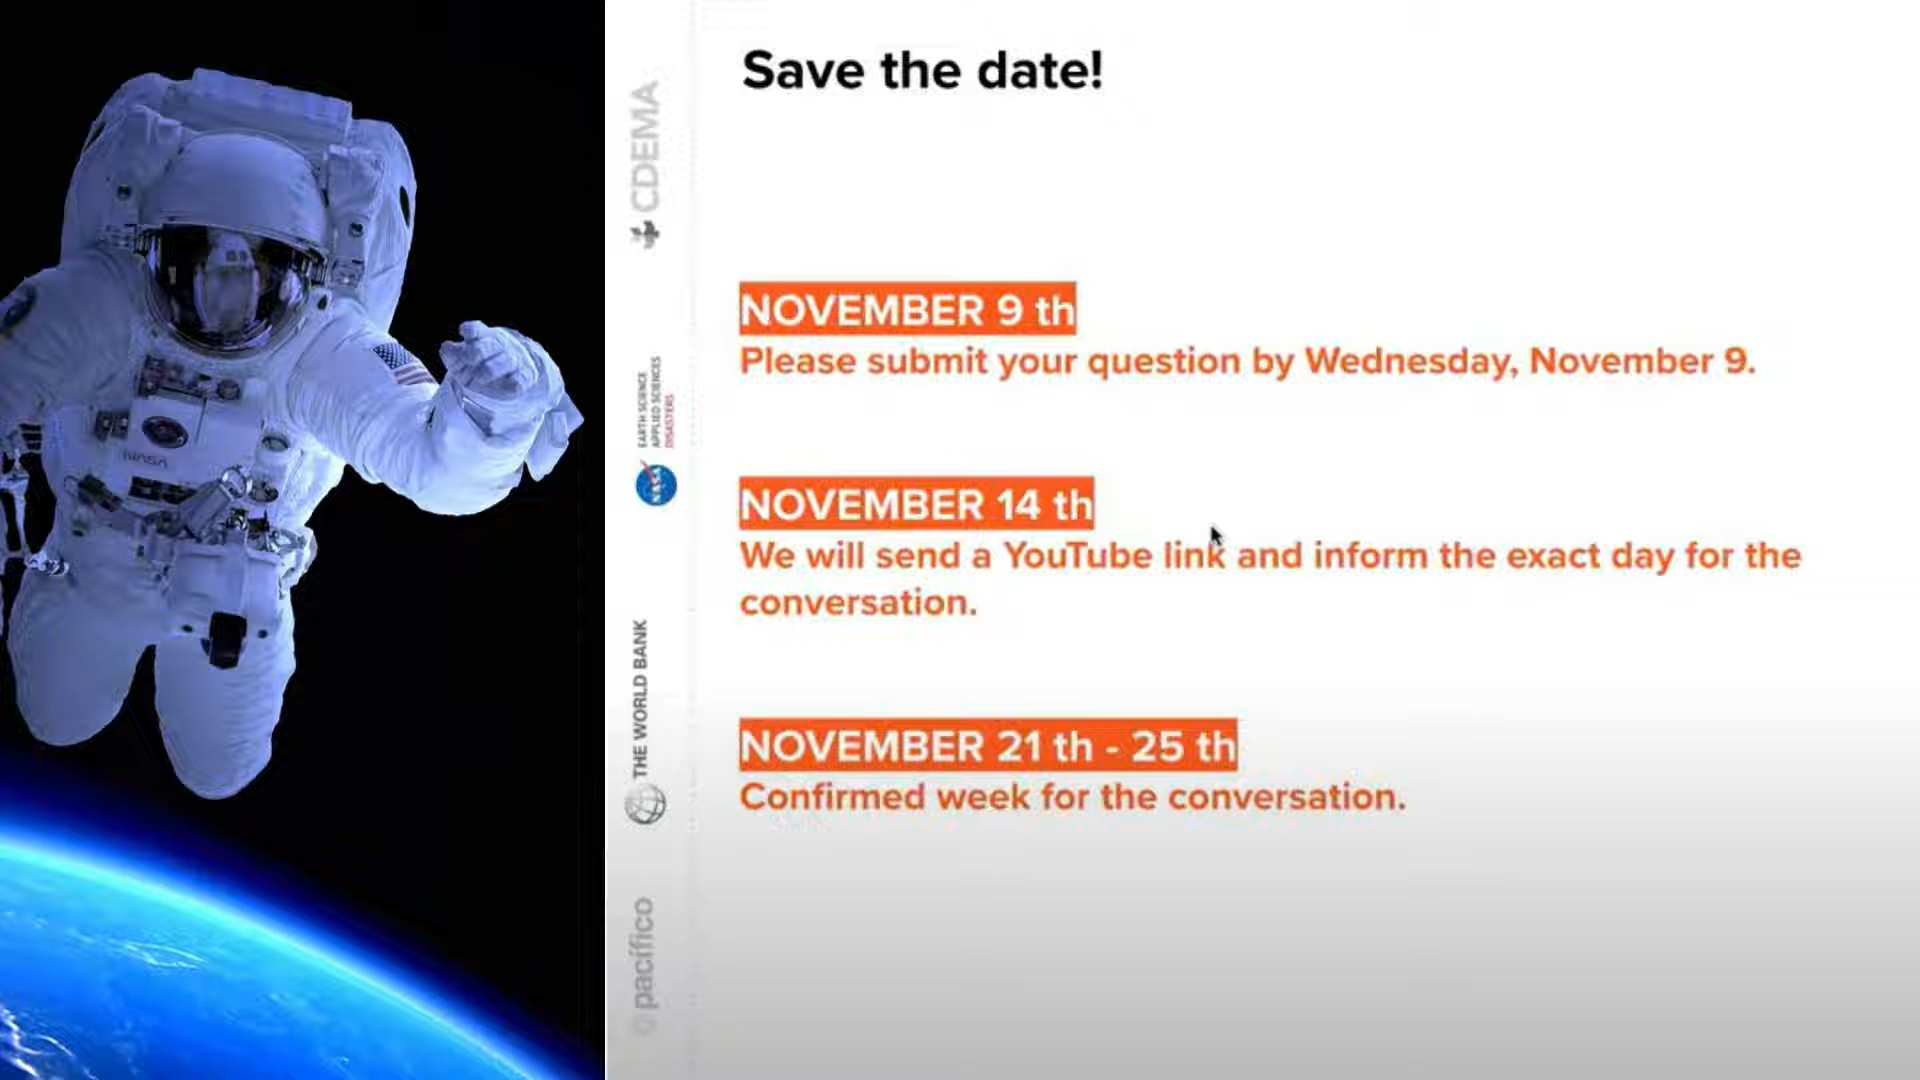 Save the date!
CDEMA
NOVEMBER 9 th
Please submit your question by Wednesday, November 9.
EARTH SCIENCE
APPLIED SCIENCES
DISASTERS
NASA
NASA
NOVEMBER 14 th
We will send a YouTube link and inform the exact day for the
conversation.
THE WORLD BANK
NOVEMBER 21 th - 25 th
Confirmed week for the conversation.
pacífico